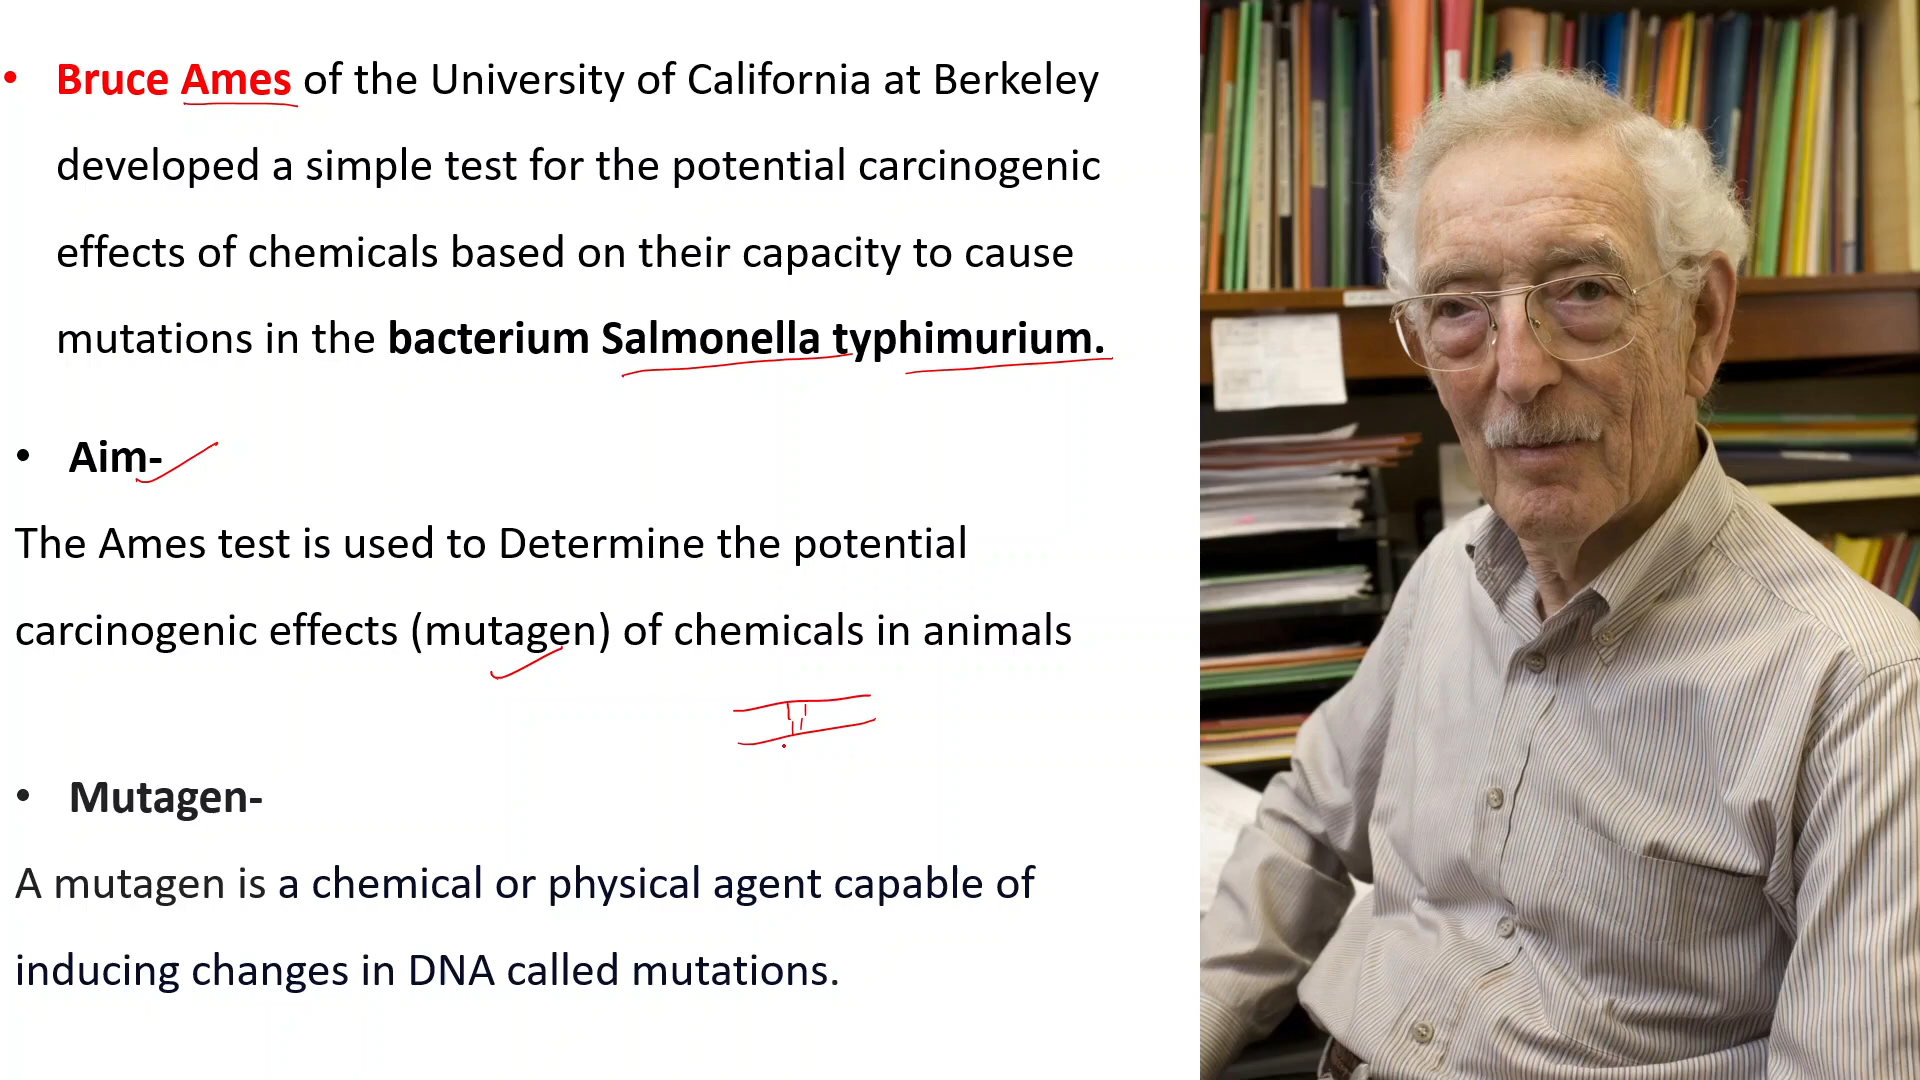 • Bruce Ames of the University of California at Berkeley
developed a simple test for the potential carcinogenic
effects of chemicals based on their capacity to cause
mutations in the bacterium Salmonella typhimurium.
• Aim-
The Ames test is used to Determine the potential
carcinogenic effects (mutagen) of chemicals in animals
• Mutagen-
A mutagen is a chemical or physical agent capable of
inducing changes in DNA called mutations.